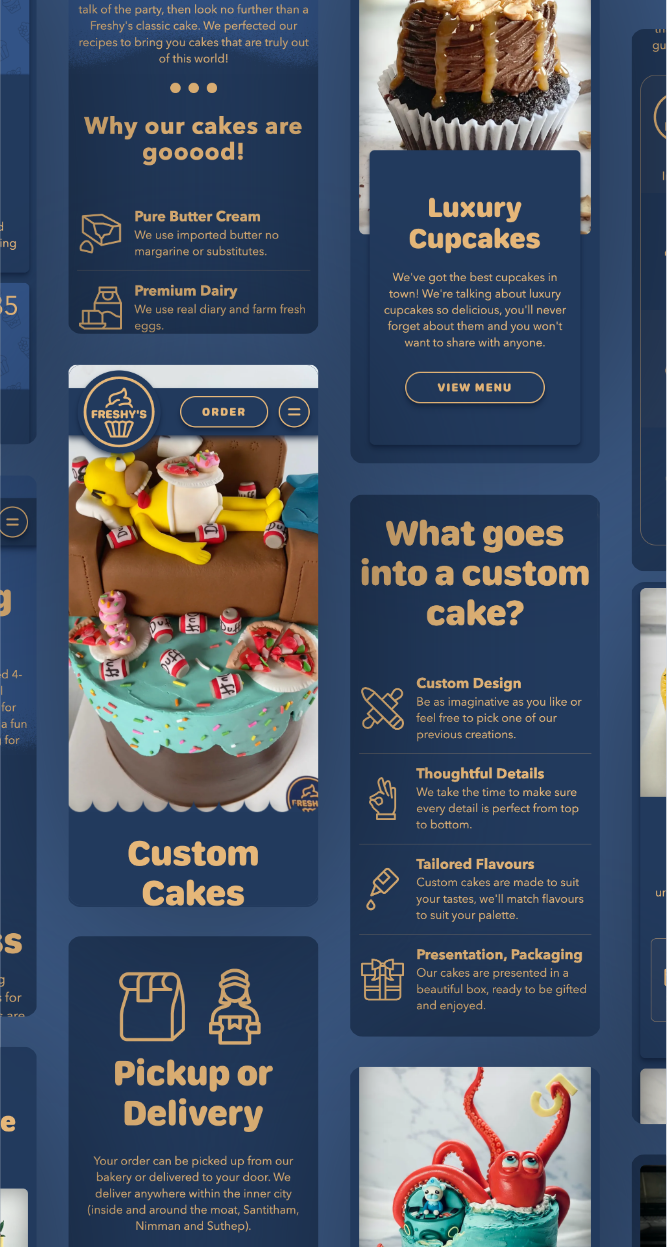 talk of the party, then look no further than a
Freshy's classic cake. We perfected our
recipes to bring you cakes that are truly out
of this world!
Why our cakes are
gooood!
Pure Butter Cream
We use imported butter no
margarine or substitutes.
Premium Dairy
We use real diary and farm fresh
eggs.
FRESHY'S
ORDER
Duff
Duff
Duff
Custom
Cakes
Pickup or
Delivery
Your order can be picked up from our
bakery or delivered to your door. We
deliver anywhere within the inner city
(inside and around the moat, Santitham,
Nimman and Suthep).
Luxury
Cupcakes
We've got the best cupcakes in
town! We're talking about luxury
cupcakes so delicious, you'll never
forget about them and you won't
want to share with anyone.
VIEW MENU
What goes
into a custom
cake?
Custom Design
Be as imaginative as you like or
feel free to pick one of our
previous creations.
Thoughtful Details
We take the time to make sure
every detail is perfect from top
to bottom.
Tailored Flavours
Custom cakes are made to suit
your tastes, we'll match flavours
to suit your palette.
Presentation, Packaging
Our cakes are presented in a
beautiful box, ready to be gifted
and enjoyed.